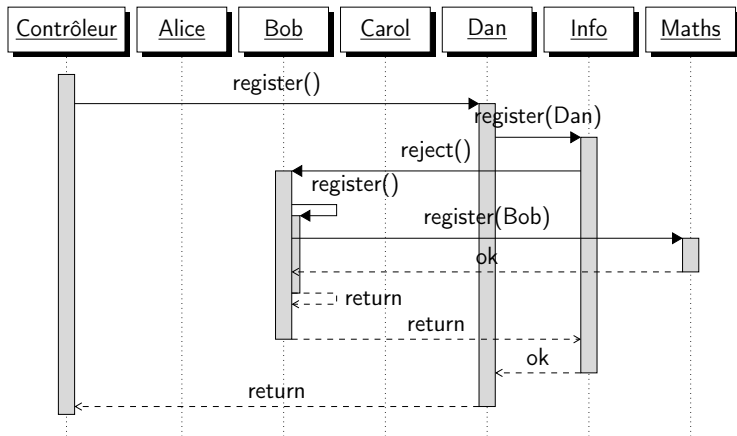 Contrôleur Alice Bob Carol Dan Info Maths
register()
register(Dan)
reject()
register()
register(Bob)
ok
return
return
ok
return